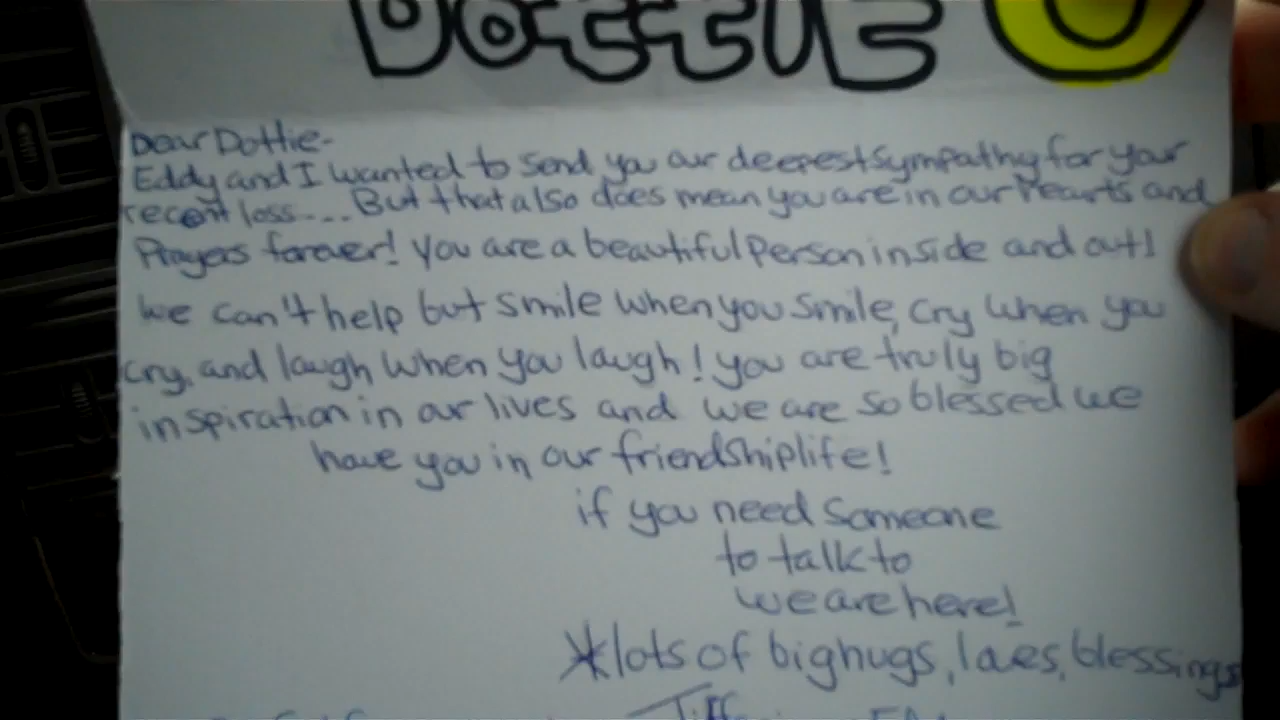 DOTTIE
Dear Dottie-
Eddy and I wanted to send you our deepest sympathy for your
recent loss.... But that also does mean you are in our hearts and
Prayers forever! you are a beautiful person inside and out!
we can't help but smile when you smile, cry when you
cry, and laugh when you laugh! you are truly big
inspiration in our lives and we are so blessed we
have you in our friendship life!
if you need someone
to talk to
we are here!
*lots of big hugs, loves, blessings